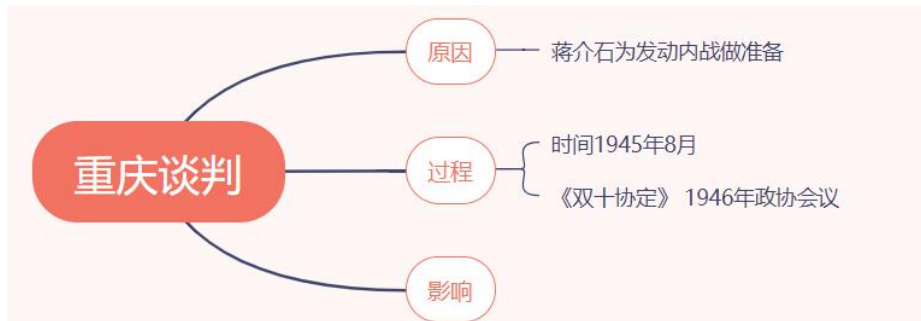 重庆谈判
原因
蒋介石为发动内战做准备
过程
时间1945年8月
《双十协定》 1946年政协会议
影响